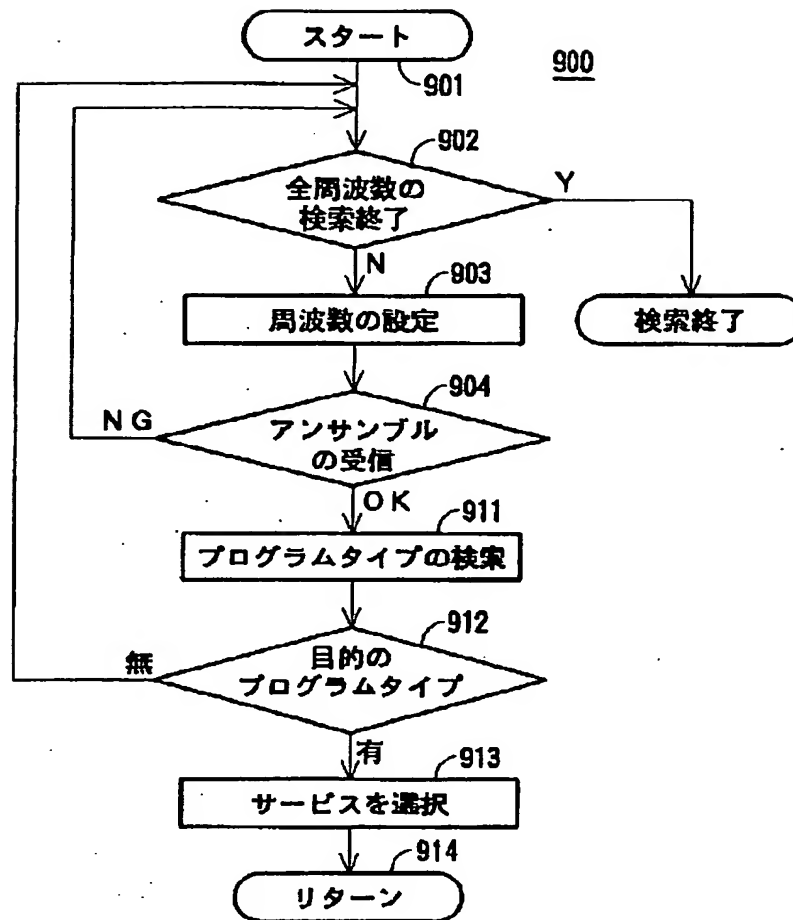 スタート
901
900
902
全周波数の
検索終了
Y
N
903
周波数の設定
検索終了
904
NG
アンサンブル
の受信
OK
911
プログラムタイプの検索
912
無
目的の
プログラムタイプ
有
913
サービスを選択
914
リターン